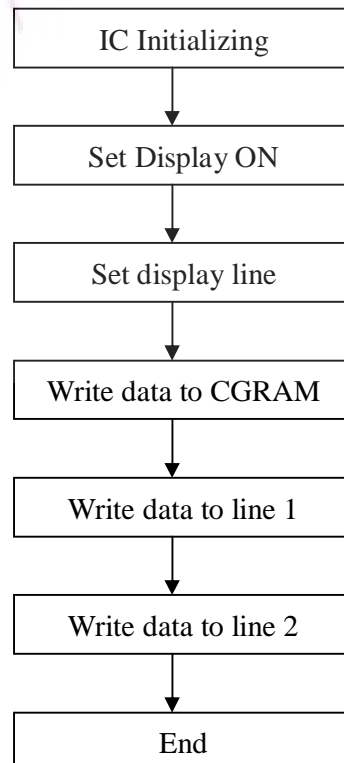 IC Initializing
Set Display ON
Set display line
Write data to CGRAM
Write data to line 1
Write data to line 2
End